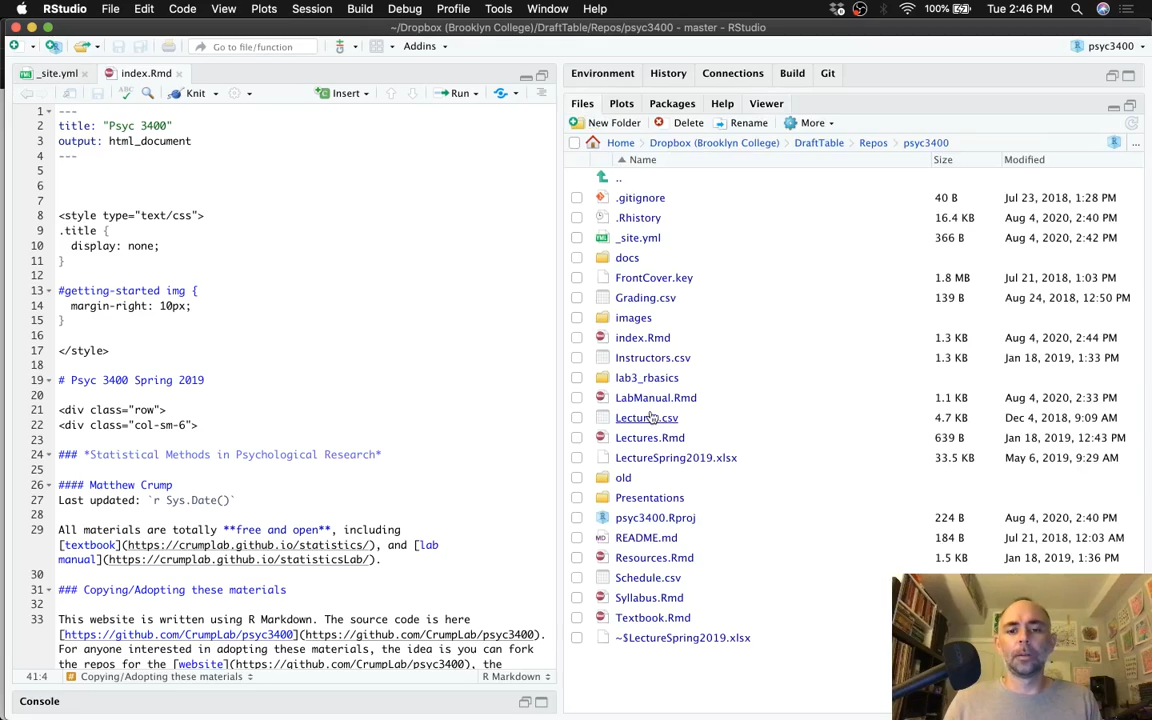 RStudio File Edit Code View Plots Session Build Debug Profile Tools Window Help 100% Tue 2:46 PM
~/Dropbox (Brooklyn College)/DraftTable/Repos/psyc3400 - master - RStudio
Go to file/function Addins psyc3400
_site.yml index.Rmd
Knit Insert Run
1 ---
2 title: "Psyc 3400"
3 output: html_document
4 ---
5
6
7
8 <style type="text/css">
9 .title {
10 display: none;
11 }
12
13 #getting-started img {
14 margin-right: 10px;
15 }
16
17 </style>
18
19 # Psyc 3400 Spring 2019
20
21 <div class="row">
22 <div class="col-sm-6">
23
24 ### *Statistical Methods in Psychological Research*
25
26 #### Matthew Crump
27 Last updated: `r Sys.Date()`
28
29 All materials are totally **free and open**, including
[textbook](https://crumplab.github.io/statistics/), and [lab
manual](https://crumplab.github.io/statisticsLab/).
30
31 ### Copying/Adopting these materials
32
33 This website is written using R Markdown. The source code is here
[https://github.com/CrumpLab/psyc3400](https://github.com/CrumpLab/psyc3400).
For anyone interested in adopting these materials, the idea is you can fork
the repos for the [website](https://github.com/CrumpLab/psyc3400), the
41:4 Copying/Adopting these materials R Markdown
Console
Environment History Connections Build Git
Files Plots Packages Help Viewer
New Folder Delete Rename More
Home Dropbox (Brooklyn College) DraftTable Repos psyc3400 ...
Name Size Modified
..
.gitignore 40 B Jul 23, 2018, 1:28 PM
.Rhistory 16.4 KB Aug 4, 2020, 2:40 PM
_site.yml 366 B Aug 4, 2020, 2:42 PM
docs
FrontCover.key 1.8 MB Jul 21, 2018, 1:03 PM
Grading.csv 139 B Aug 24, 2018, 12:50 PM
images
index.Rmd 1.3 KB Aug 4, 2020, 2:44 PM
Instructors.csv 1.3 KB Jan 18, 2019, 1:33 PM
lab3_rbasics
LabManual.Rmd 1.1 KB Aug 4, 2020, 2:33 PM
4.7 KB Dec 4, 2018, 9:09 AM
Lectures.Rmd 639 B Jan 18, 2019, 12:43 PM
LectureSpring2019.xlsx 33.5 KB May 6, 2019, 9:29 AM
old
Presentations
psyc3400.Rproj 224 B Aug 4, 2020, 2:40 PM
README.md 184 B Jul 21, 2018, 12:03 AM
Resources.Rmd 1.5 KB Jan 18, 2019, 1:36 PM
Schedule.csv
Syllabus.Rmd
Textbook.Rmd
~$LectureSpring2019.xlsx